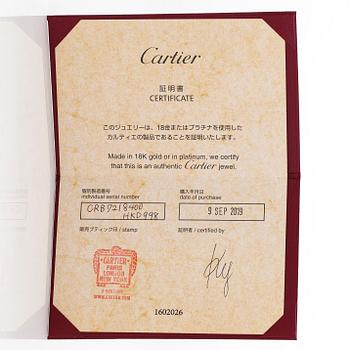 Cartier
証明書
CERTIFICATE
このジュエリーは、18金またはプラチナを使用した
カルティエの製品であることを証明いたします。
Made in 18K gold or in platinum, we certify
that this is an authentic Cartier jewel.
個別製造番号
individual serial number
購入年月日
date of purchase
CRB7218400
HKD998
9 SEP 2019
販売ブティック印 / stamp
証明者 / certified by
CARTIER
PARIS
LONDON
NEW YORK
WWW.CARTIER.COM
1602026